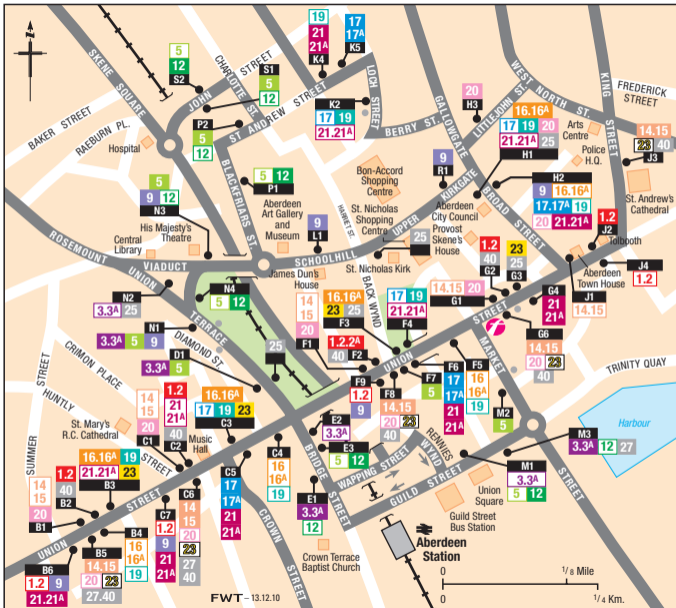 N
SKENE SQUARE
5
12
S2
JOHN STREET
CHARLOTTE ST.
S1
5
12
P2
5
12
ST ANDREW STREET
19
21
21A
K4
17
17A
K5
LOCH STREET
K2
17 19
21.21A
BERRY ST.
GALLOWGATE
20
H3
LITTLEJOHN ST.
WEST NORTH ST.
KING STREET
FREDERICK STREET
16.16A
17 19 20
21.21A 25
H1
Arts Centre
Police H.Q.
14.15
23 40
J3
St. Andrew's Cathedral
BAKER STREET
RAEBURN PL.
Hospital
BLACKFRIARS ST.
5 12
P1
Bon-Accord Shopping Centre
9
R1
KIRKGATE
UPPER
BROAD STREET
H2
9 16.16A
17.17A 19
20 21.21A
5
9 12
N3
Aberdeen Art Gallery and Museum
9
L1
HARRIET ST.
St. Nicholas Shopping Centre
Aberdeen City Council
Provost Skene's House
1.2
J2
Tolbooth
His Majesty's Theatre
Central Library
SCHOOLHILL
25
St. Nicholas Kirk
1.2
40
25
G2
23
G3
Aberdeen Town House
J4
1.2
ROSEMOUNT VIADUCT
UNION TERRACE
James Dun's House
BACK WYND
14.15 20
G1
G4
21
21A
J1
14.15
N2
3.3A 25
N4
5 12
14
15
20
F1
16.16A
23 25
F3
17 19
21.21A
F4
1.2.2A
40 F2
UNION STREET
G6
14.15
20 23
40
N1
3.3A 5 9
DIAMOND ST.
D1
3.3A 5
25
F9
1.2
9
F8
14.15
20 23
40
F7
5
F6
17
17A
21
21A
F5
16
16A
19
MARKET STREET
TRINITY QUAY
M2
5
Harbour
CRIMON PLACE
HUNTLY STREET
SUMMER STREET
St. Mary's R.C. Cathedral
14
15
20
C1
1.2
21
21A
40
C2
Music Hall
16.16A
17 19 23
C3
C4
16
16A
19
E2
3.3A
E3
5 12
BRIDGE STREET
WAPPING STREET
RENNIES WYND
GUILD STREET
M1
3.3A
5 12
M3
3.3A 12 27
16.16A 19
21.21A 23
B3
1.2
40
B2
14
15
20
B1
UNION STREET
C5
17
17A
21
21A
C6
14
15
20
23
27
40
C7
1.2
9
21
21A
E1
3.3A
12
CROWN STREET
Crown Terrace Baptist Church
Union Square
Guild Street Bus Station
Aberdeen Station
B4
16
16A
19
B5
14.15
20 23
27.40
B6
1.2 9
21.21A
FWT - 13.12.10
0 1/8 Mile
0 1/4 Km.